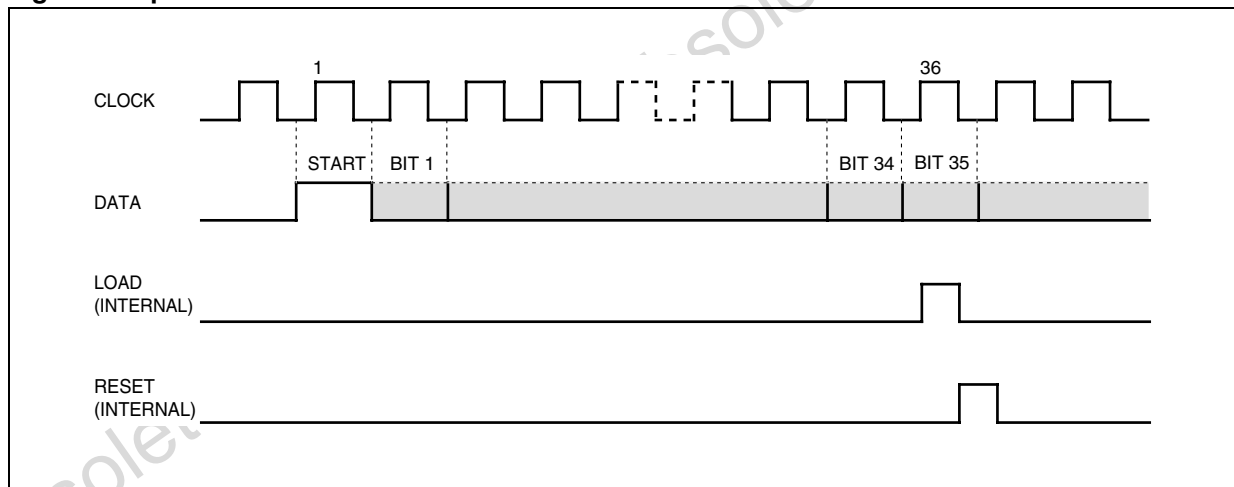 1 36
CLOCK
START BIT 1 BIT 34 BIT 35
DATA
LOAD
(INTERNAL)
RESET
(INTERNAL)